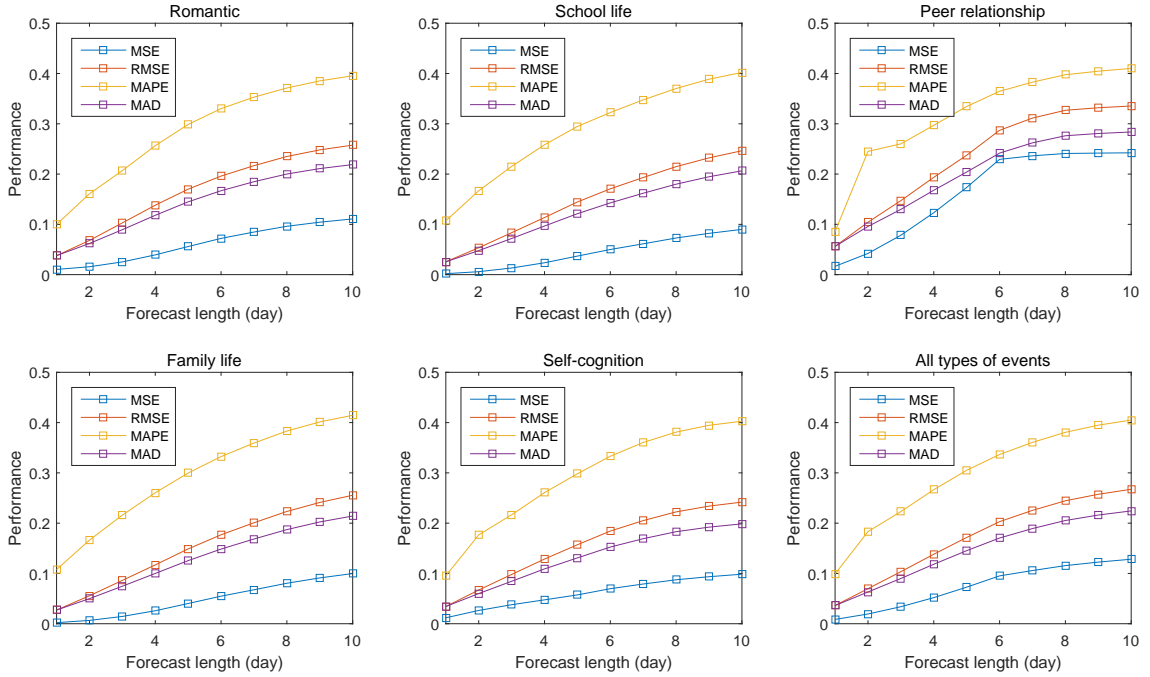 Romantic
0.5
0.4
0.3
0.2
0.1
0
Performance
MSE
RMSE
MAPE
MAD
2 4 6 8 10
Forecast length (day)
School life
0.5
0.4
0.3
0.2
0.1
0
Performance
MSE
RMSE
MAPE
MAD
2 4 6 8 10
Forecast length (day)
Peer relationship
0.5
0.4
0.3
0.2
0.1
0
Performance
MSE
RMSE
MAPE
MAD
2 4 6 8 10
Forecast length (day)
Family life
0.5
0.4
0.3
0.2
0.1
0
Performance
MSE
RMSE
MAPE
MAD
2 4 6 8 10
Forecast length (day)
Self-cognition
0.5
0.4
0.3
0.2
0.1
0
Performance
MSE
RMSE
MAPE
MAD
2 4 6 8 10
Forecast length (day)
All types of events
0.5
0.4
0.3
0.2
0.1
0
Performance
MSE
RMSE
MAPE
MAD
2 4 6 8 10
Forecast length (day)